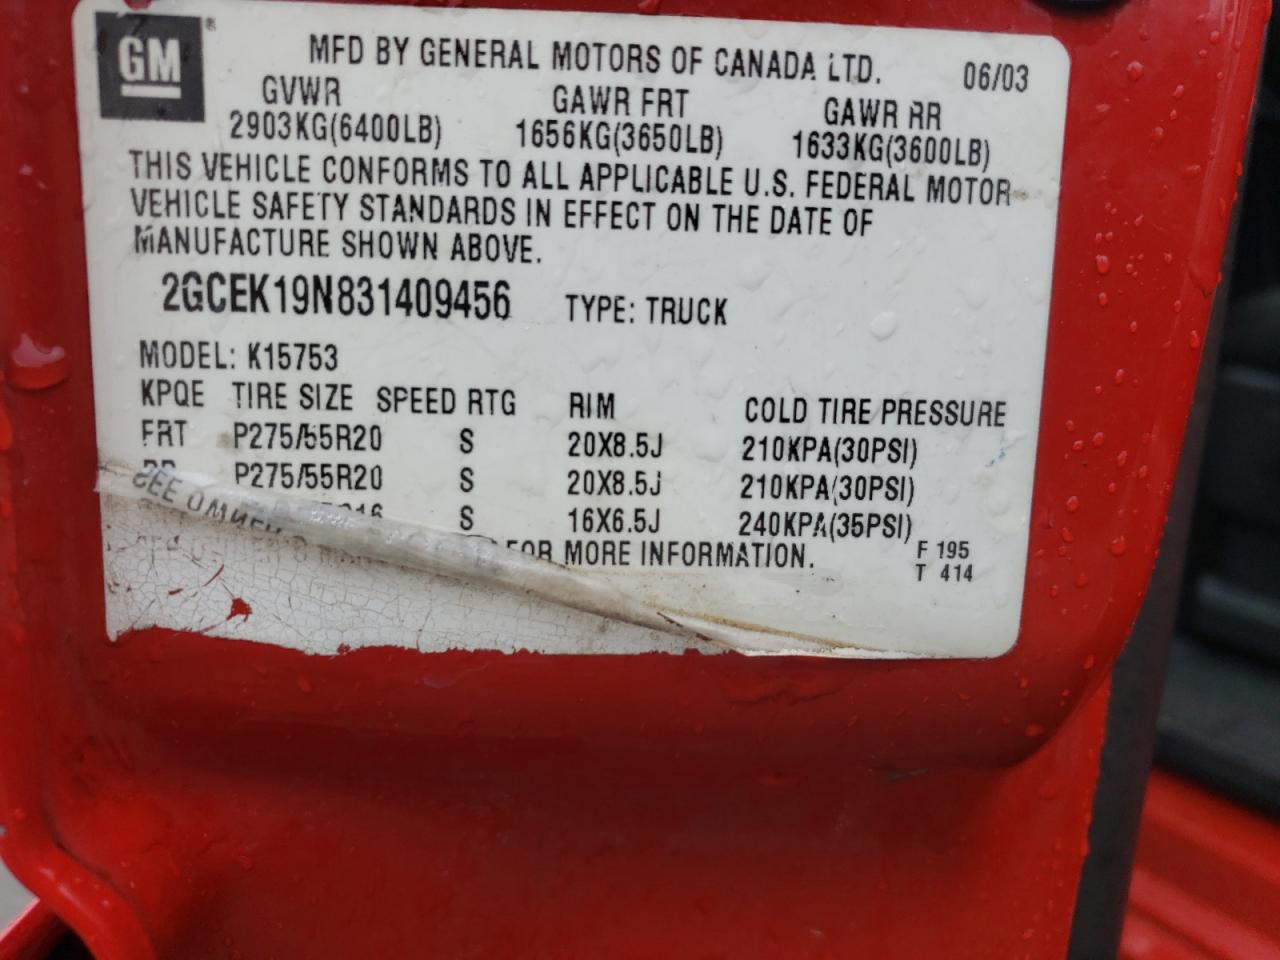 GM®
MFD BY GENERAL MOTORS OF CANADA LTD. 06/03
GVWR GAWR FRT GAWR RR
2903KG(6400LB) 1656KG(3650LB) 1633KG(3600LB)
THIS VEHICLE CONFORMS TO ALL APPLICABLE U.S. FEDERAL MOTOR
VEHICLE SAFETY STANDARDS IN EFFECT ON THE DATE OF
MANUFACTURE SHOWN ABOVE.
2GCEK19N831409456 TYPE: TRUCK
MODEL: K15753
KPQE TIRE SIZE SPEED RTG RIM COLD TIRE PRESSURE
FRT P275/55R20 S 20X8.5J 210KPA(30PSI)
RR P275/55R20 S 20X8.5J 210KPA(30PSI)
S 16X6.5J 240KPA(35PSI)
SEE OWNER'S FOR MORE INFORMATION.
F 195
T 414